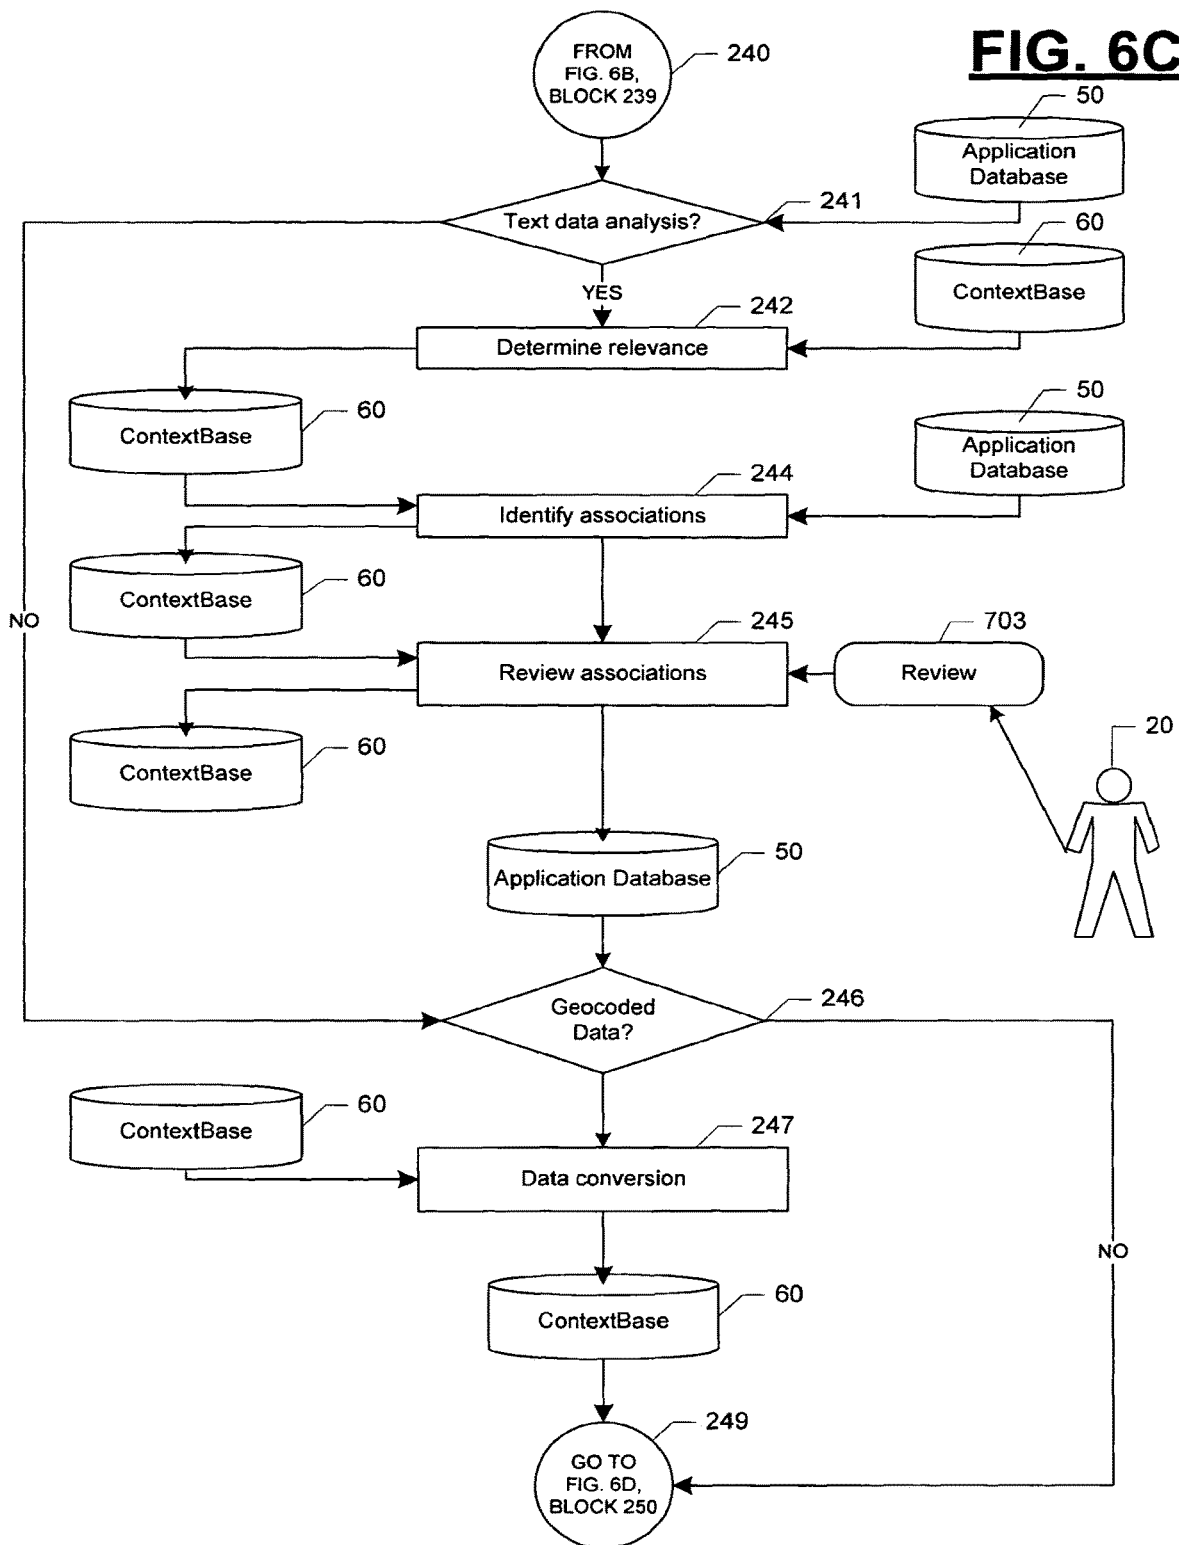 FIG. 6C
FROM
FIG. 6B,
BLOCK 239
240
50
Application
Database
Text data analysis?
241
60
ContextBase
YES
242
Determine relevance
60
ContextBase
50
Application
Database
244
Identify associations
60
ContextBase
NO
245
Review associations
703
Review
60
ContextBase
20
50
Application Database
Geocoded
Data?
246
60
ContextBase
247
Data conversion
NO
60
ContextBase
249
GO TO
FIG. 6D,
BLOCK 250